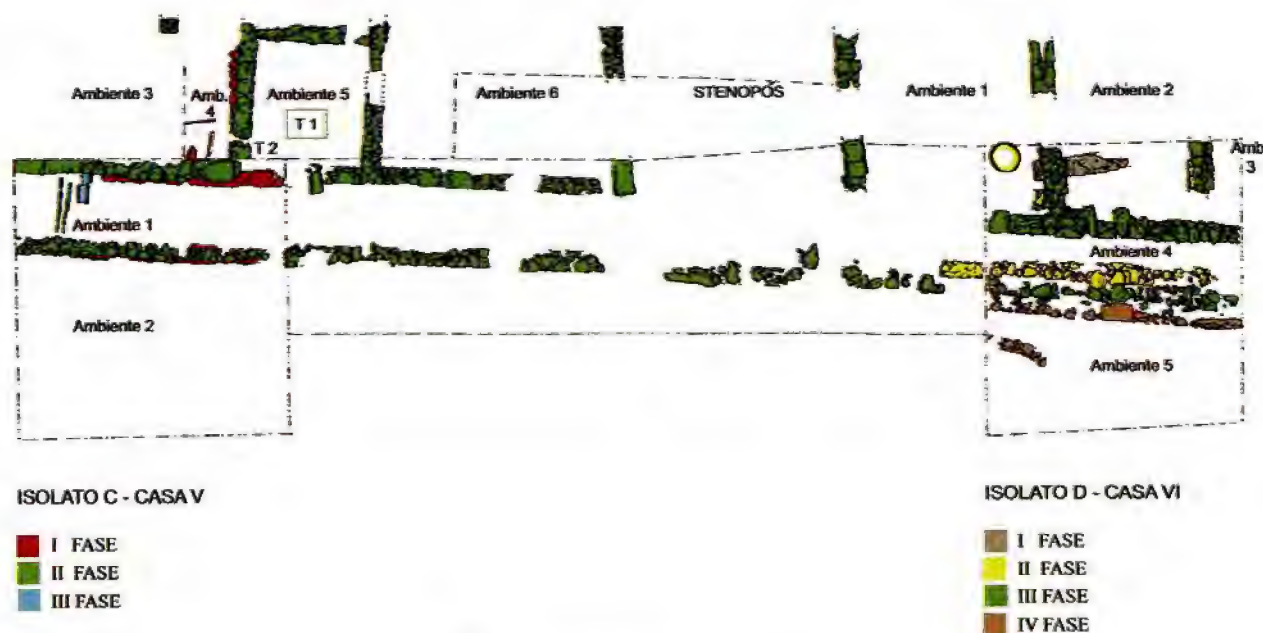 Ambiente 3
Amb. 4
Ambiente 5
Ambiente 6
STENOPÓS
Ambiente 1
Ambiente 2
T 1
T 2
Amb. 3
Ambiente 1
Ambiente 4
Ambiente 2
Ambiente 5
ISOLATO C - CASA V
I FASE
II FASE
III FASE
ISOLATO D - CASA VI
I FASE
II FASE
III FASE
IV FASE